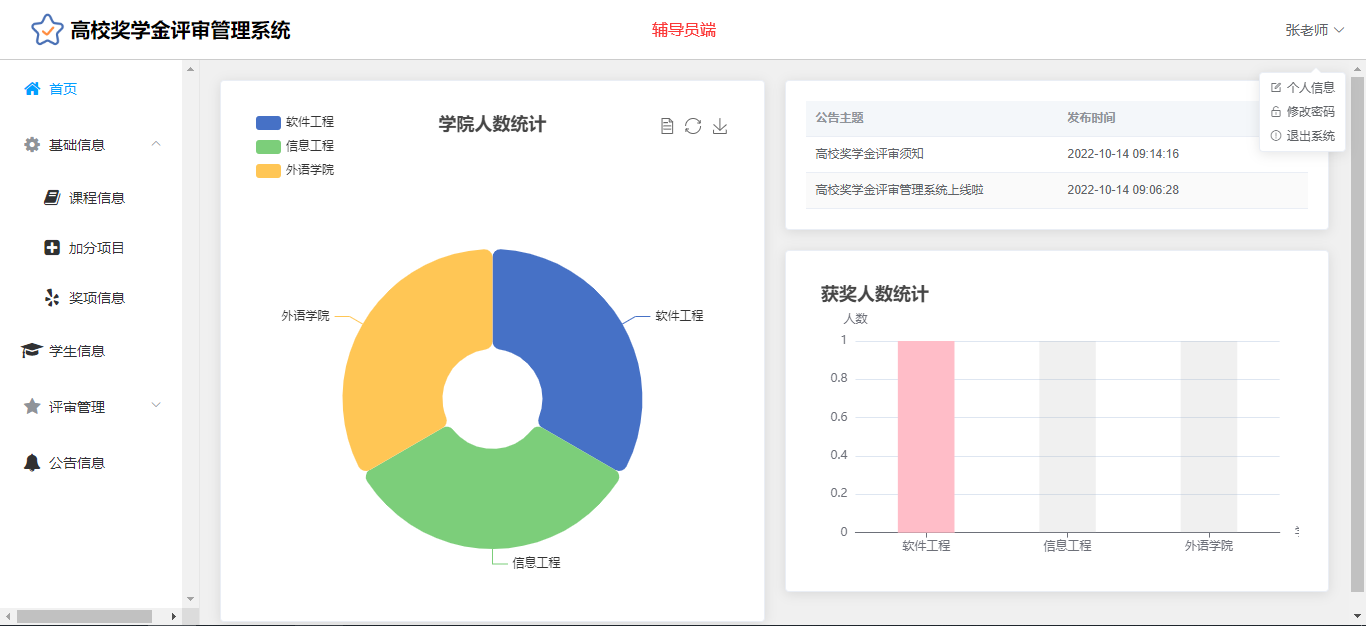 高校奖学金评审管理系统
辅导员端
张老师
个人信息
修改密码
退出系统
首页
基础信息
课程信息
加分项目
奖项信息
学生信息
评审管理
公告信息
软件工程
信息工程
外语学院
学院人数统计
外语学院
软件工程
信息工程
公告主题 发布时间
高校奖学金评审须知 2022-10-14 09:14:16
高校奖学金评审管理系统上线啦 2022-10-14 09:06:28
获奖人数统计
人数
1
0.8
0.6
0.4
0.2
0
软件工程 信息工程 外语学院